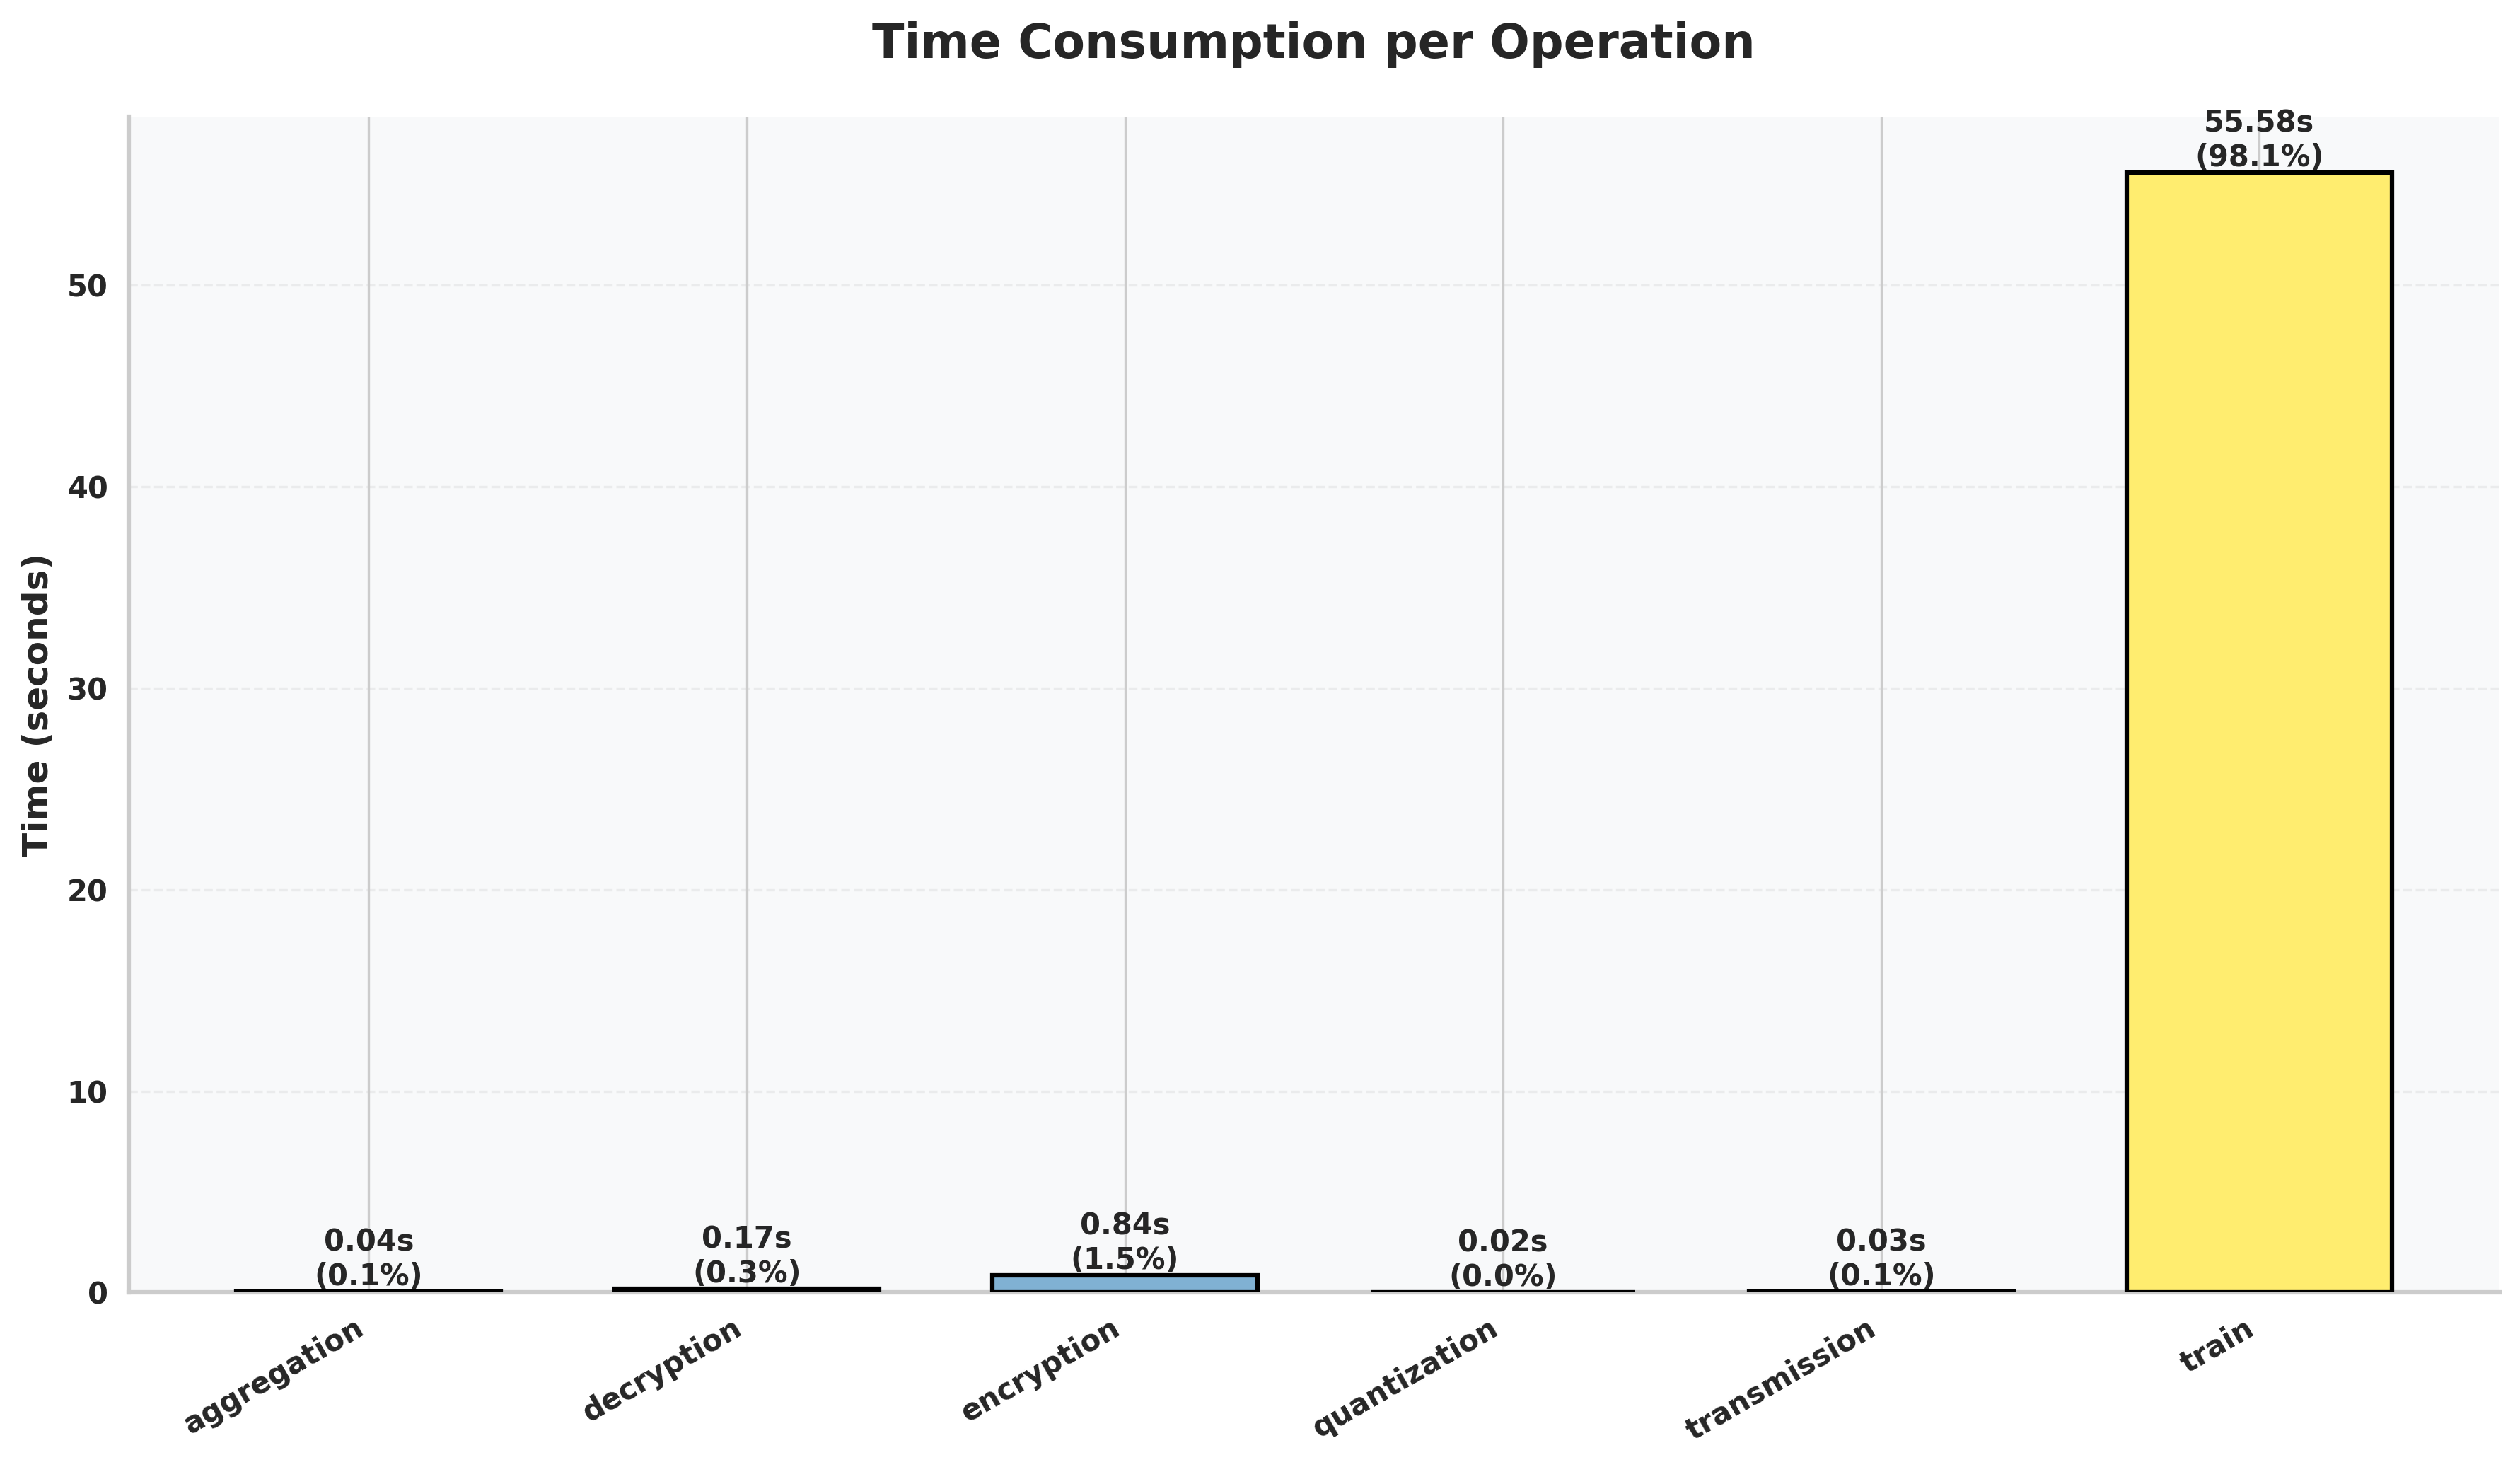 Time Consumption per Operation
Time (seconds)
50
40
30
20
10
0
0.04s
(0.1%)
0.17s
(0.3%)
0.84s
(1.5%)
0.02s
(0.0%)
0.03s
(0.1%)
55.58s
(98.1%)
aggregation
decryption
encryption
quantization
transmission
train